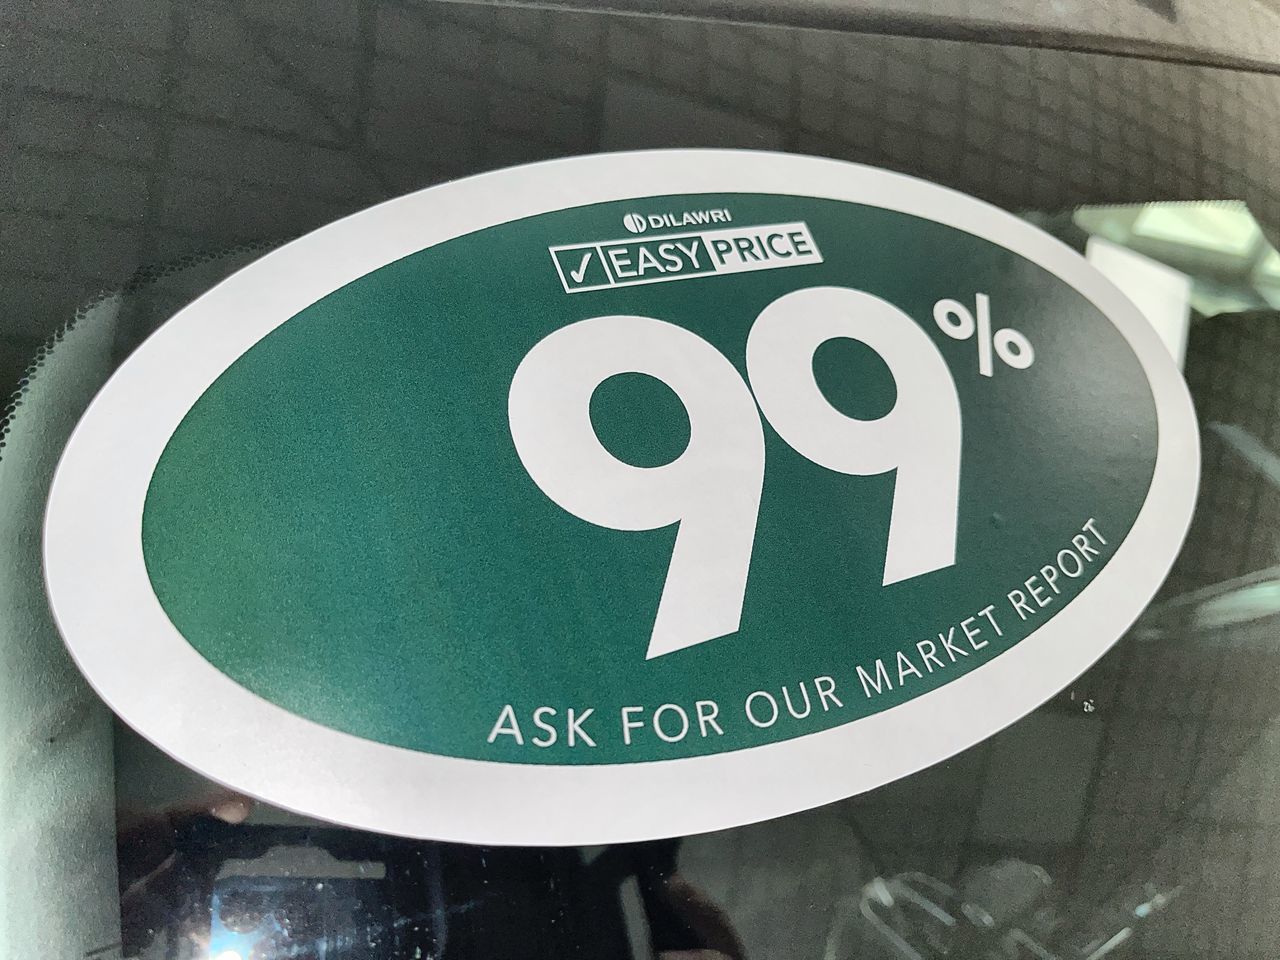 DILAWRI
✓ EASY PRICE
99%
ASK FOR OUR MARKET REPORT